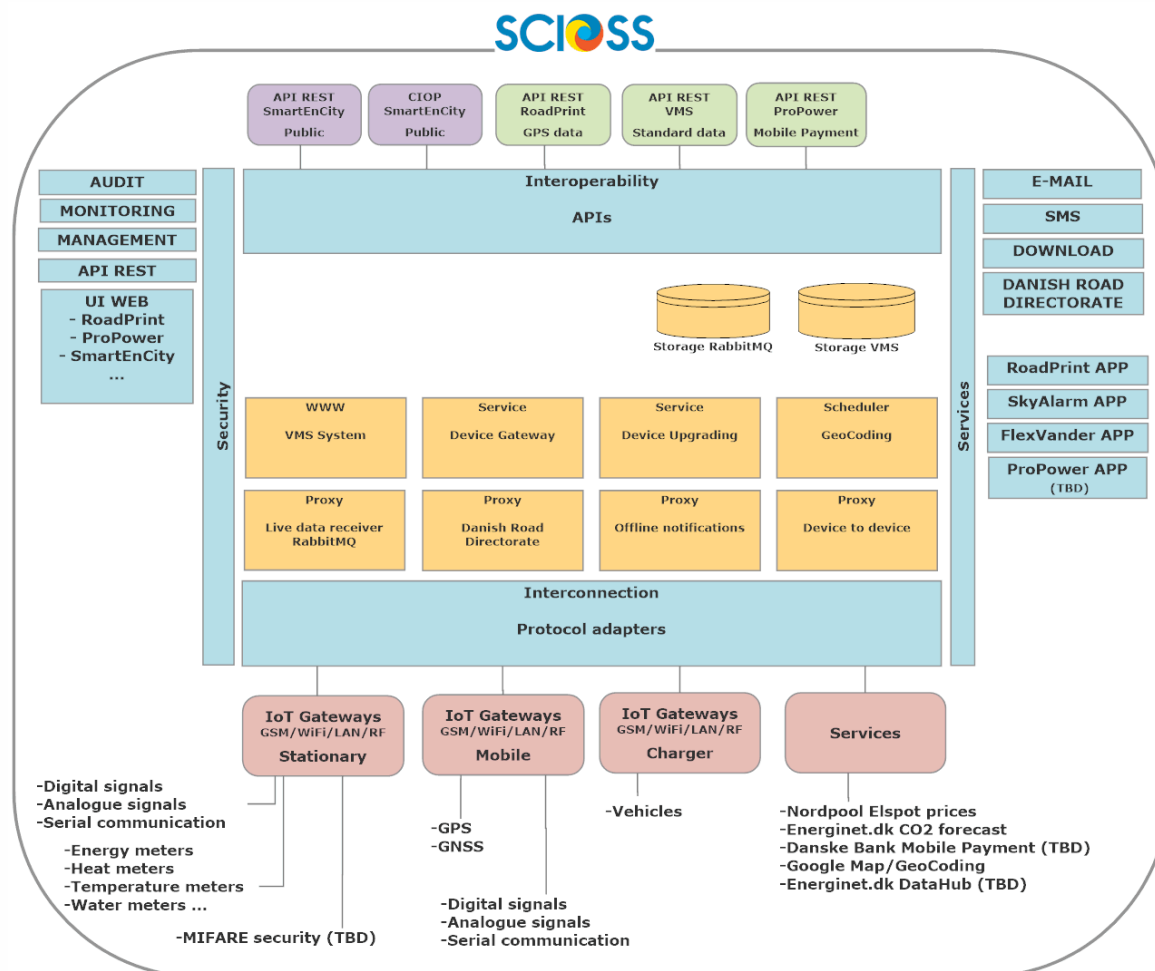 SCIOSS
API REST
SmartEnCity
Public
CIOP
SmartEnCity
Public
API REST
RoadPrint
GPS data
API REST
VMS
Standard data
API REST
ProPower
Mobile Payment
AUDIT
MONITORING
MANAGEMENT
API REST
UI WEB
- RoadPrint
- ProPower
- SmartEnCity
...
Security
Interoperability
APIs
Storage RabbitMQ
Storage VMS
WWW
VMS System
Service
Device Gateway
Service
Device Upgrading
Scheduler
GeoCoding
Proxy
Live data receiver
RabbitMQ
Proxy
Danish Road
Directorate
Proxy
Offline notifications
Proxy
Device to device
Interconnection
Protocol adapters
Services
E-MAIL
SMS
DOWNLOAD
DANISH ROAD
DIRECTORATE
RoadPrint APP
SkyAlarm APP
FlexVander APP
ProPower APP
(TBD)
IoT Gateways
GSM/WiFi/LAN/RF
Stationary
IoT Gateways
GSM/WiFi/LAN/RF
Mobile
IoT Gateways
GSM/WiFi/LAN/RF
Charger
Services
-Digital signals
-Analogue signals
-Serial communication
-Energy meters
-Heat meters
-Temperature meters
-Water meters ...
-MIFARE security (TBD)
-GPS
-GNSS
-Digital signals
-Analogue signals
-Serial communication
-Vehicles
-Nordpool Elspot prices
-Energinet.dk CO2 forecast
-Danske Bank Mobile Payment (TBD)
-Google Map/GeoCoding
-Energinet.dk DataHub (TBD)